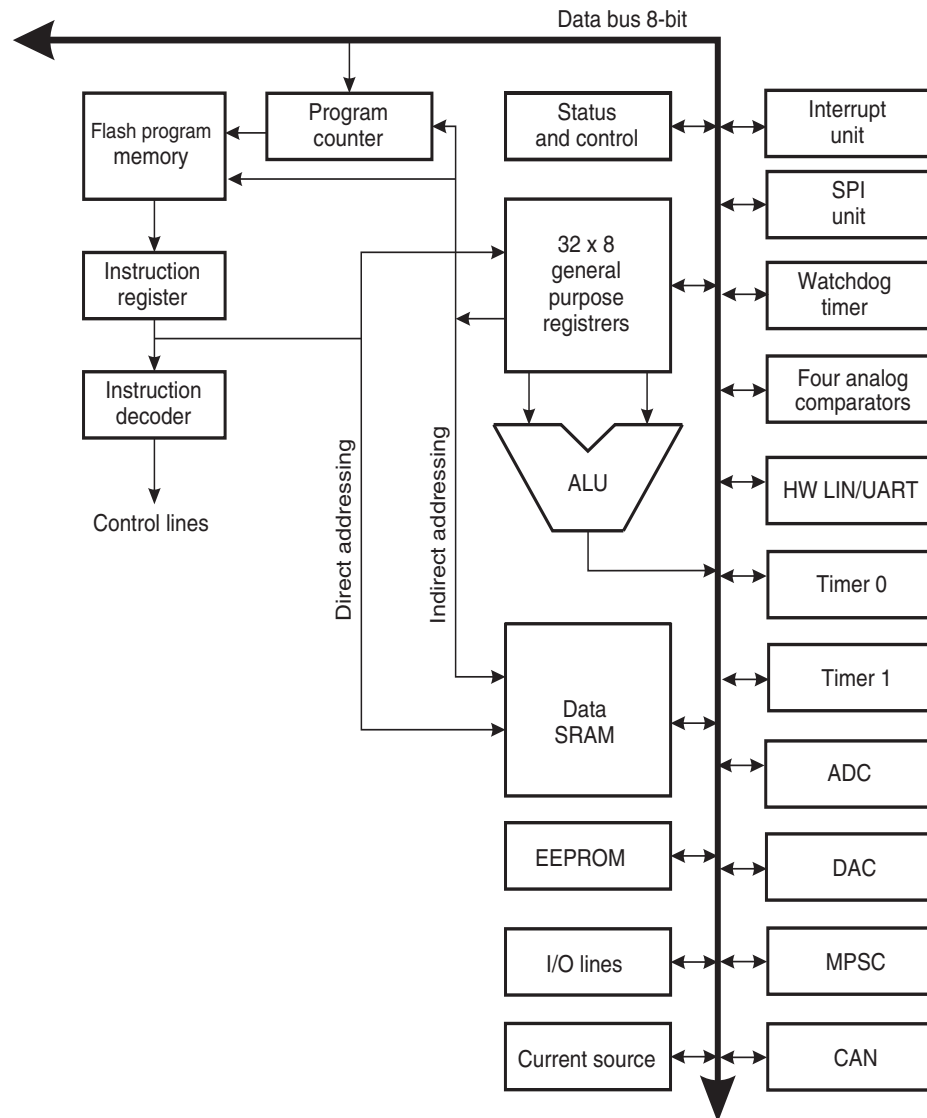 Data bus 8-bit
Flash program
memory
Program
counter
Status
and control
Interrupt
unit
SPI
unit
Instruction
register
32 x 8
general
purpose
registrers
Watchdog
timer
Instruction
decoder
Four analog
comparators
Control lines
Direct addressing
Indirect addressing
ALU
HW LIN/UART
Timer 0
Data
SRAM
Timer 1
ADC
EEPROM
DAC
I/O lines
MPSC
Current source
CAN